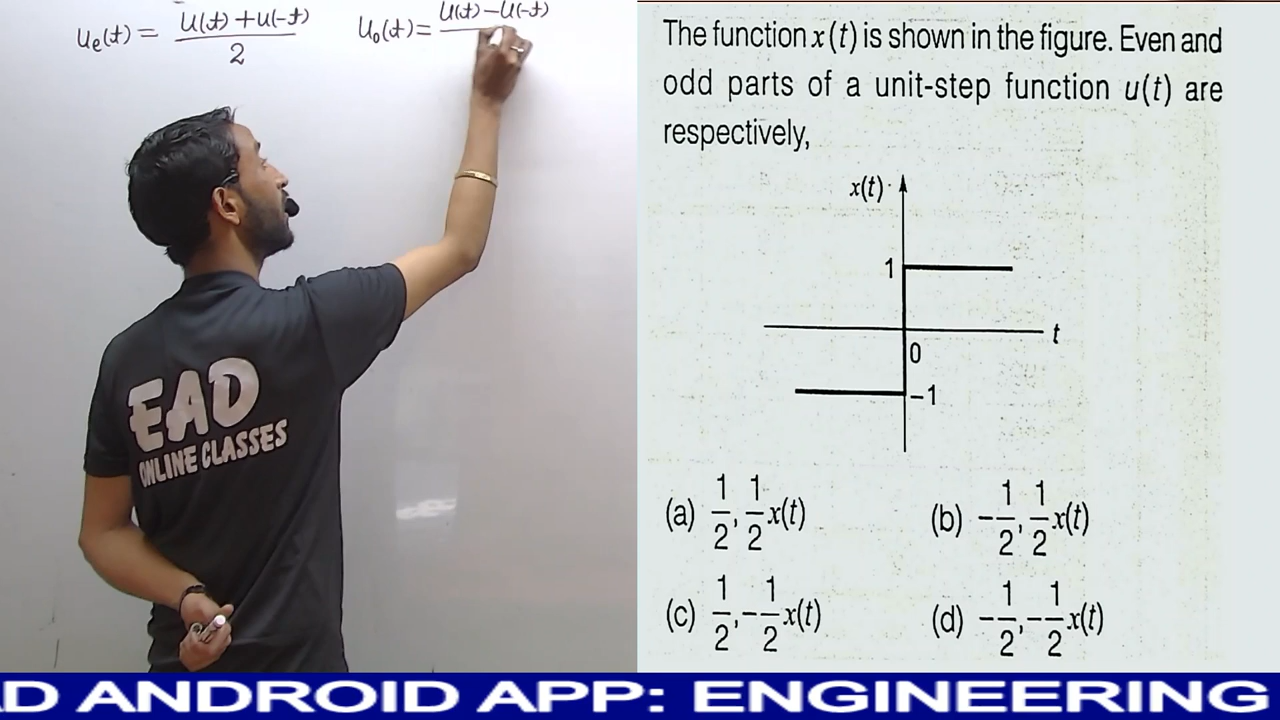 u_e(t) = u(t) + u(-t) / 2
u_o(t) = u(t) - u(-t)
EAD
ONLINE CLASSES
The function x(t) is shown in the figure. Even and
odd parts of a unit-step function u(t) are
respectively,
x(t)
1
t
0
-1
(a) 1/2, 1/2 x(t)
(b) -1/2, 1/2 x(t)
(c) 1/2, -1/2 x(t)
(d) -1/2, -1/2 x(t)
D ANDROID APP: ENGINEERING